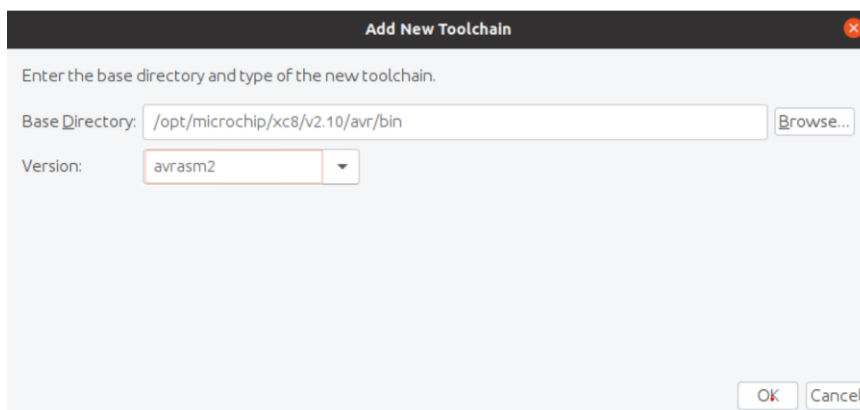 Add New Toolchain
Enter the base directory and type of the new toolchain.
Base Directory: /opt/microchip/xc8/v2.10/avr/bin Browse...
Version: avrasm2
OK Cancel